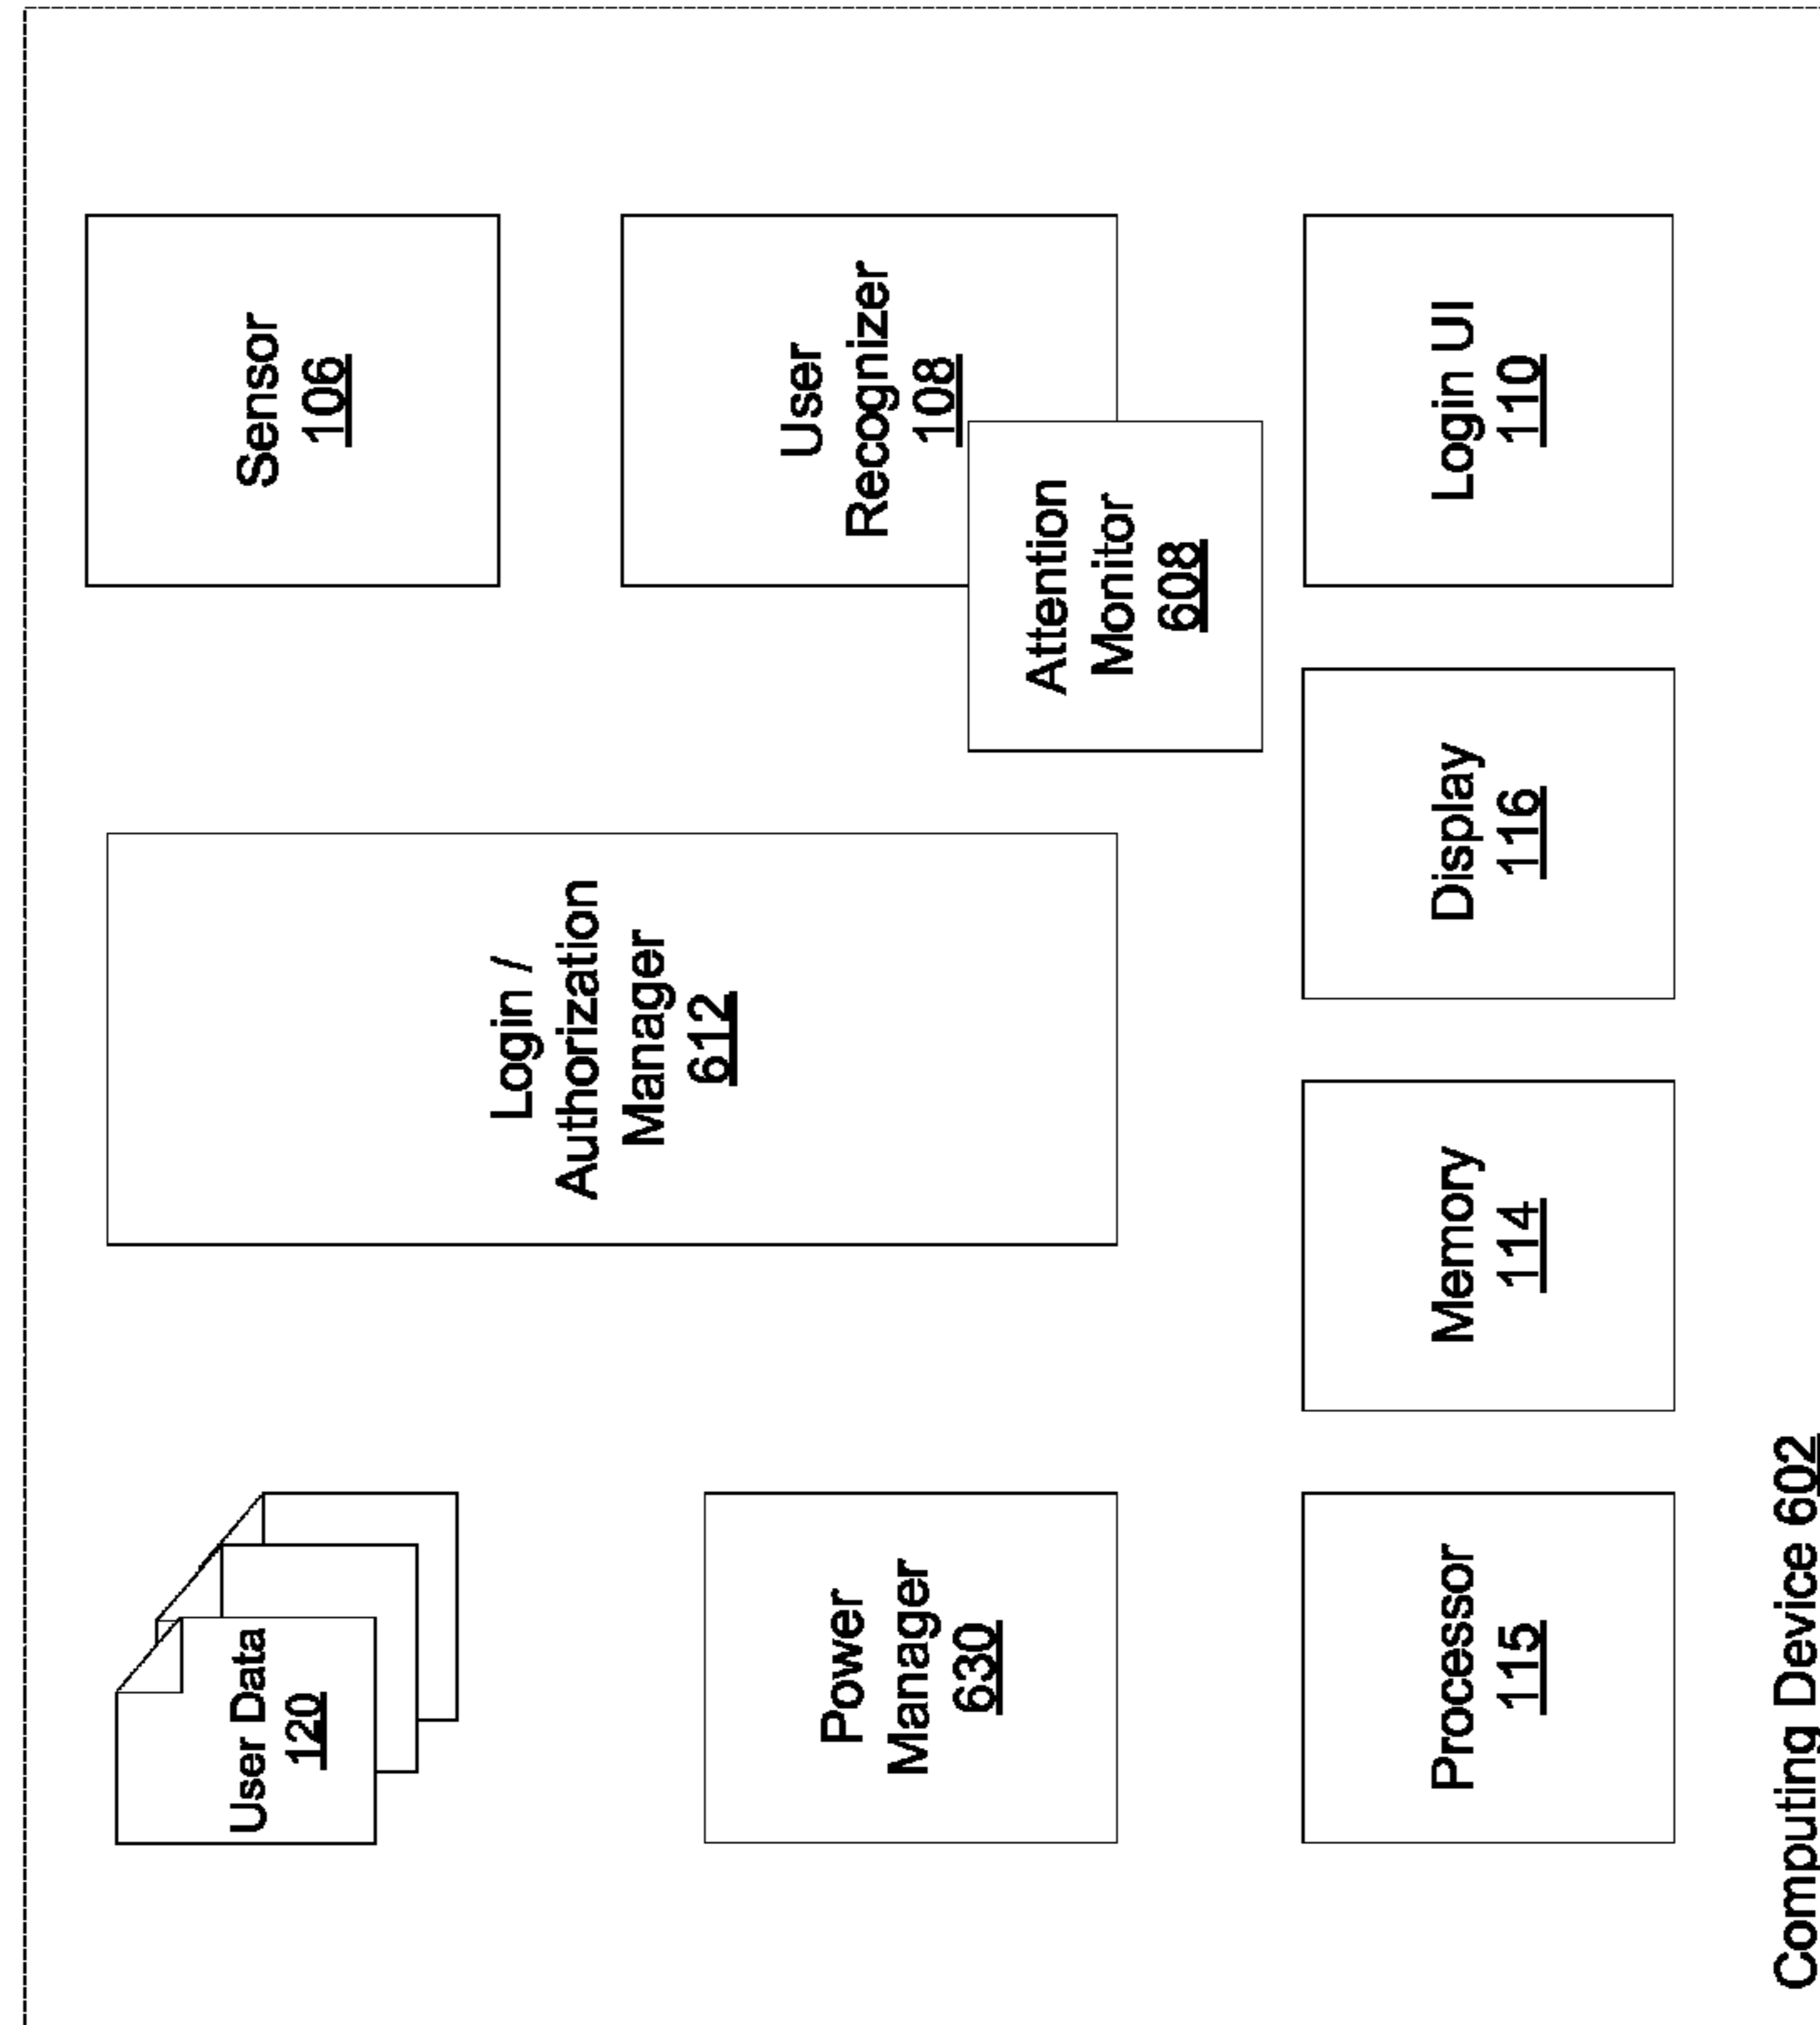 User Data
120
Login /
Authorization
Manager
612
Sensor
106
Power
Manager
630
User
Recognizer
108
Attention
Monitor
608
Processor
115
Memory
114
Display
116
Login UI
110
Computing Device 602